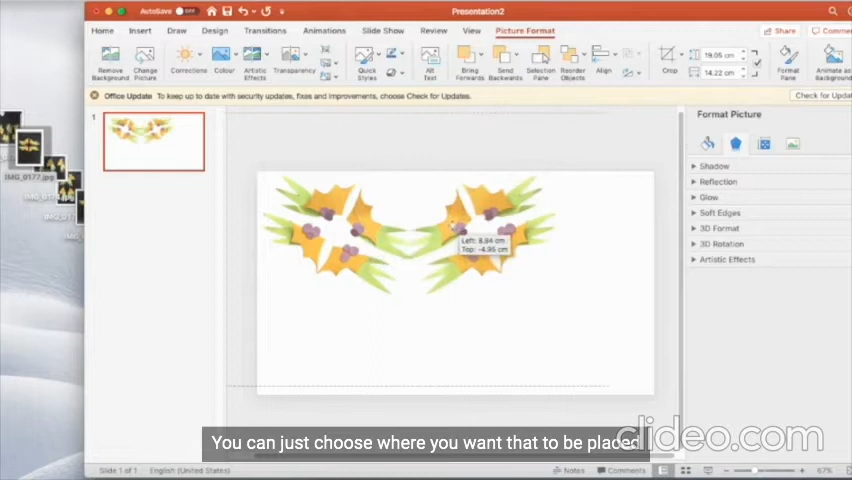 AutoSave OFF
Presentation2
Home Insert Draw Design Transitions Animations Slide Show Review View Picture Format
Share
Remove Background
Change Picture
Corrections
Colour
Artistic Effects
Transparency
Quick Styles
Alt Text
Bring Forwards
Send Backwards
Selection Pane
Reorder Objects
Align
Crop
19.05 cm
14.22 cm
Format Pane
Animate as Background
Office Update To keep up to date with security updates, fixes and improvements, choose Check for Updates.
1
IMG_0177.jpg
Format Picture
Shadow
Reflection
Glow
Soft Edges
3D Format
3D Rotation
Artistic Effects
Left: 8.94 cm
Top: -4.95 cm
You can just choose where you want that to be placed
clideo.com
Slide 1 of 1 English (United States)
Notes Comments
67%